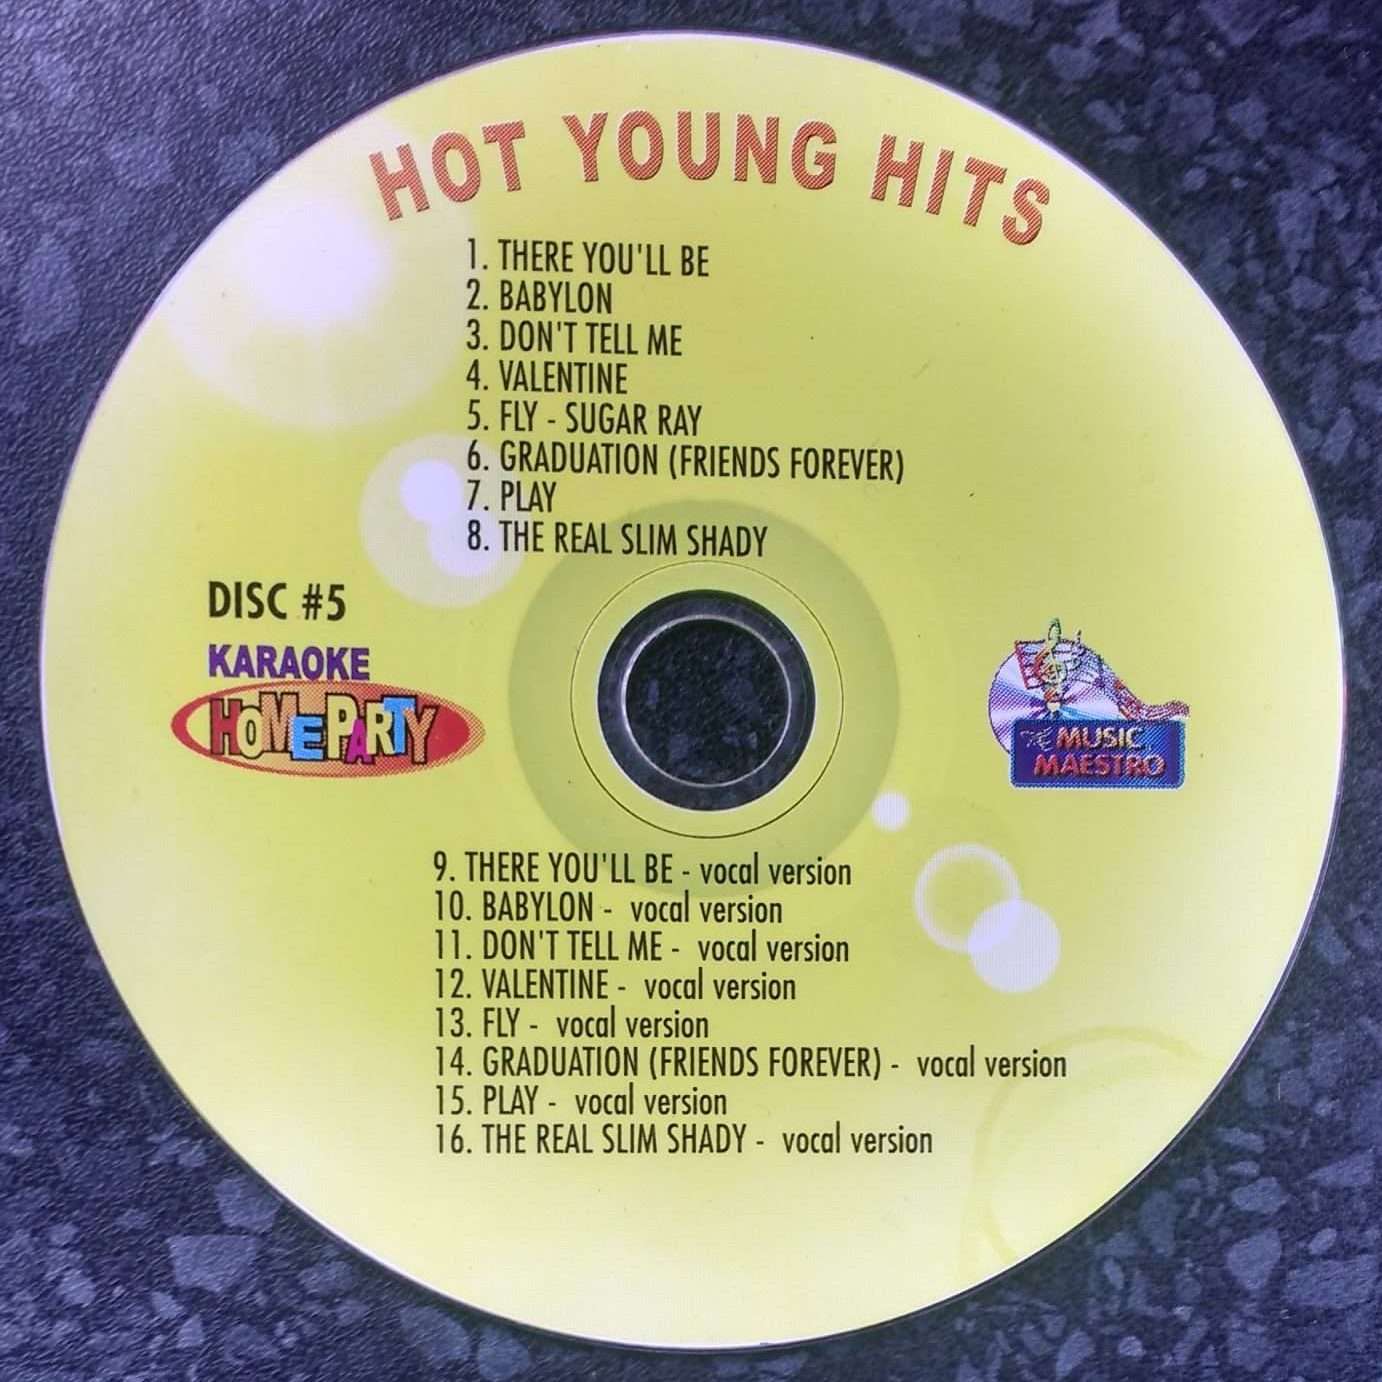 HOT YOUNG HITS
1. THERE YOU'LL BE
2. BABYLON
3. DON'T TELL ME
4. VALENTINE
5. FLY - SUGAR RAY
6. GRADUATION (FRIENDS FOREVER)
7. PLAY
8. THE REAL SLIM SHADY
DISC #5
KARAOKE
HOME PARTY
THE MUSIC
MAESTRO
9. THERE YOU'LL BE - vocal version
10. BABYLON - vocal version
11. DON'T TELL ME - vocal version
12. VALENTINE - vocal version
13. FLY - vocal version
14. GRADUATION (FRIENDS FOREVER) - vocal version
15. PLAY - vocal version
16. THE REAL SLIM SHADY - vocal version